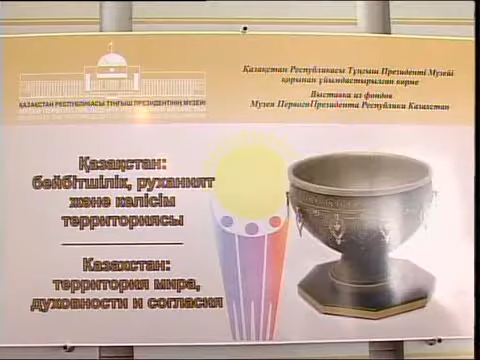 ҚАЗАҚСТАН РЕСПУБЛИКАСЫ ТҰҢҒЫШ ПРЕЗИДЕНТІНІҢ МУЗЕЙІ
Қазақстан Республикасы Тұңғыш Президенті Музейі
қорынан ұйымдастырылған көрме
Выставка из фондов
Музея Первого Президента Республики Казахстан
Қазақстан:
бейбітшілік, руханият
және келісім
территориясы
Казахстан:
территория мира,
духовности и согласия